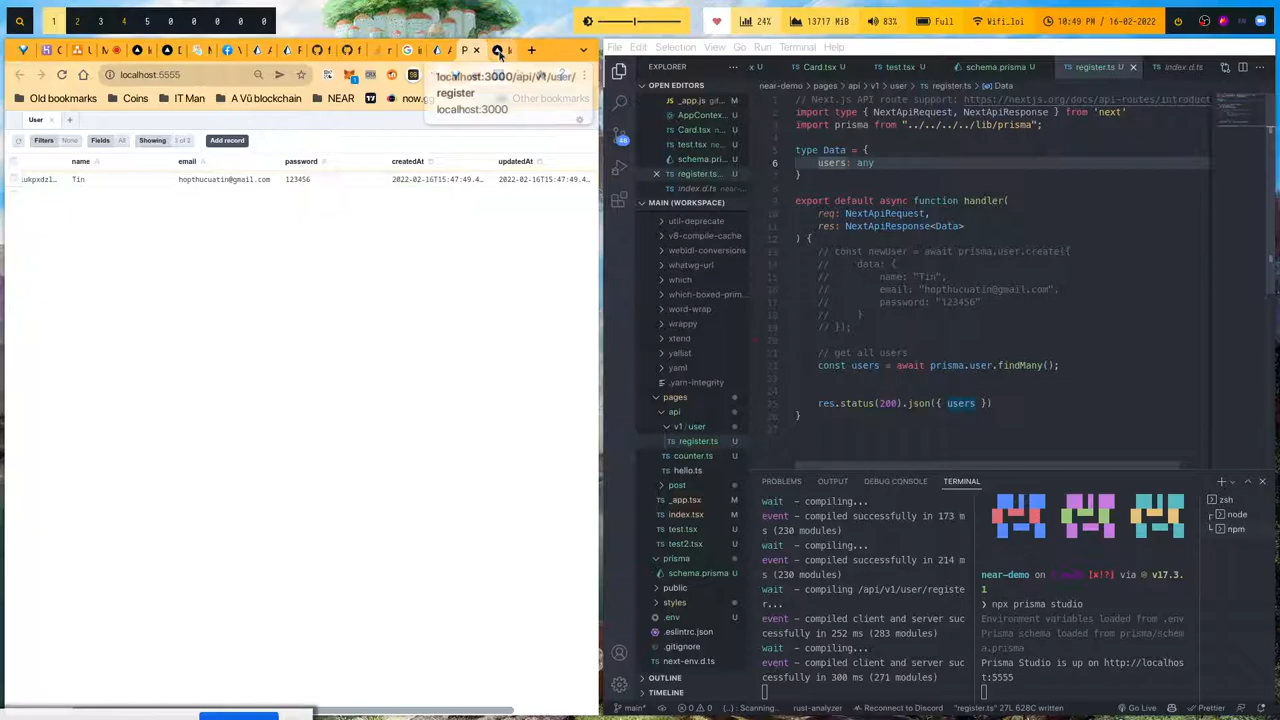 1 2 3 5 0 0 0 0 0
24% 13717 MiB 83% Full Wifi_loi 10:49 PM / 16-02-2022 EN
File Edit Selection View Go Run Terminal Help
localhost:5555
localhost:3000/api/v1/user/
register
localhost:3000
Old bookmarks Coins IT Man A Vũ blockchain NEAR now.gg Other bookmarks
User
Filters None Fields All Showing Add record
name email password createdAt updatedAt
Tin hopthucuatin@gmail.com 123456 2022-02-16T15:47:49.4… 2022-02-16T15:47:49.4…
EXPLORER
OPEN EDITORS
_app.js git…
AppContex…
Card.tsx U
test.tsx U
schema.pri…
register.ts… U
index.d.ts
MAIN (WORKSPACE)
util-deprecate
v8-compile-cache
webidl-conversions
whatwg-url
which
which-boxed-prim…
word-wrap
wrappy
xtend
yallist
yaml
.yarn-integrity
pages
api
v1 / user
register.ts U
counter.ts U
hello.ts
post
_app.tsx M
index.tsx M
test.tsx U
test2.tsx U
prisma
schema.prisma U
public
styles
.env U
.eslintrc.json
.gitignore
next-env.d.ts
OUTLINE
TIMELINE
Card.tsx U test.tsx U schema.prisma U register.ts U index.d.ts
pages > api > v1 > user > register.ts > Data
// Next.js API route support: https://nextjs.org/docs/api-routes/introduct
import type { NextApiRequest, NextApiResponse } from 'next'
import prisma from "../../../../lib/prisma";
type Data = {
users: any
}
export default async function handler(
req: NextApiRequest,
res: NextApiResponse<Data>
) {
// const newUser = await prisma.user.create({
// data: {
// name: "Tin",
// email: "hopthucuatin@gmail.com",
// password: "123456"
// }
// });
// get all users
const users = await prisma.user.findMany();
res.status(200).json({ users })
}
PROBLEMS OUTPUT DEBUG CONSOLE TERMINAL
wait - compiling...
event - compiled successfully in 173 m
s (230 modules)
wait - compiling...
event - compiled successfully in 214 m
s (230 modules)
wait - compiling /api/v1/user/registe
r...
event - compiled client and server suc
cessfully in 252 ms (283 modules)
wait - compiling...
event - compiled client and server suc
cessfully in 300 ms (271 modules)
near-demo on [✘!?] via v17.3.
1
❯ npx prisma studio
Environment variables loaded from .env
Prisma schema loaded from prisma/schem
a.prisma
Prisma Studio is up on http://localhos
t:5555
zsh
node
npm
main* 0 0 Scanning.. rust-analyzer Reconnect to Discord "register.ts" 27L 628C written Go Live Prettier